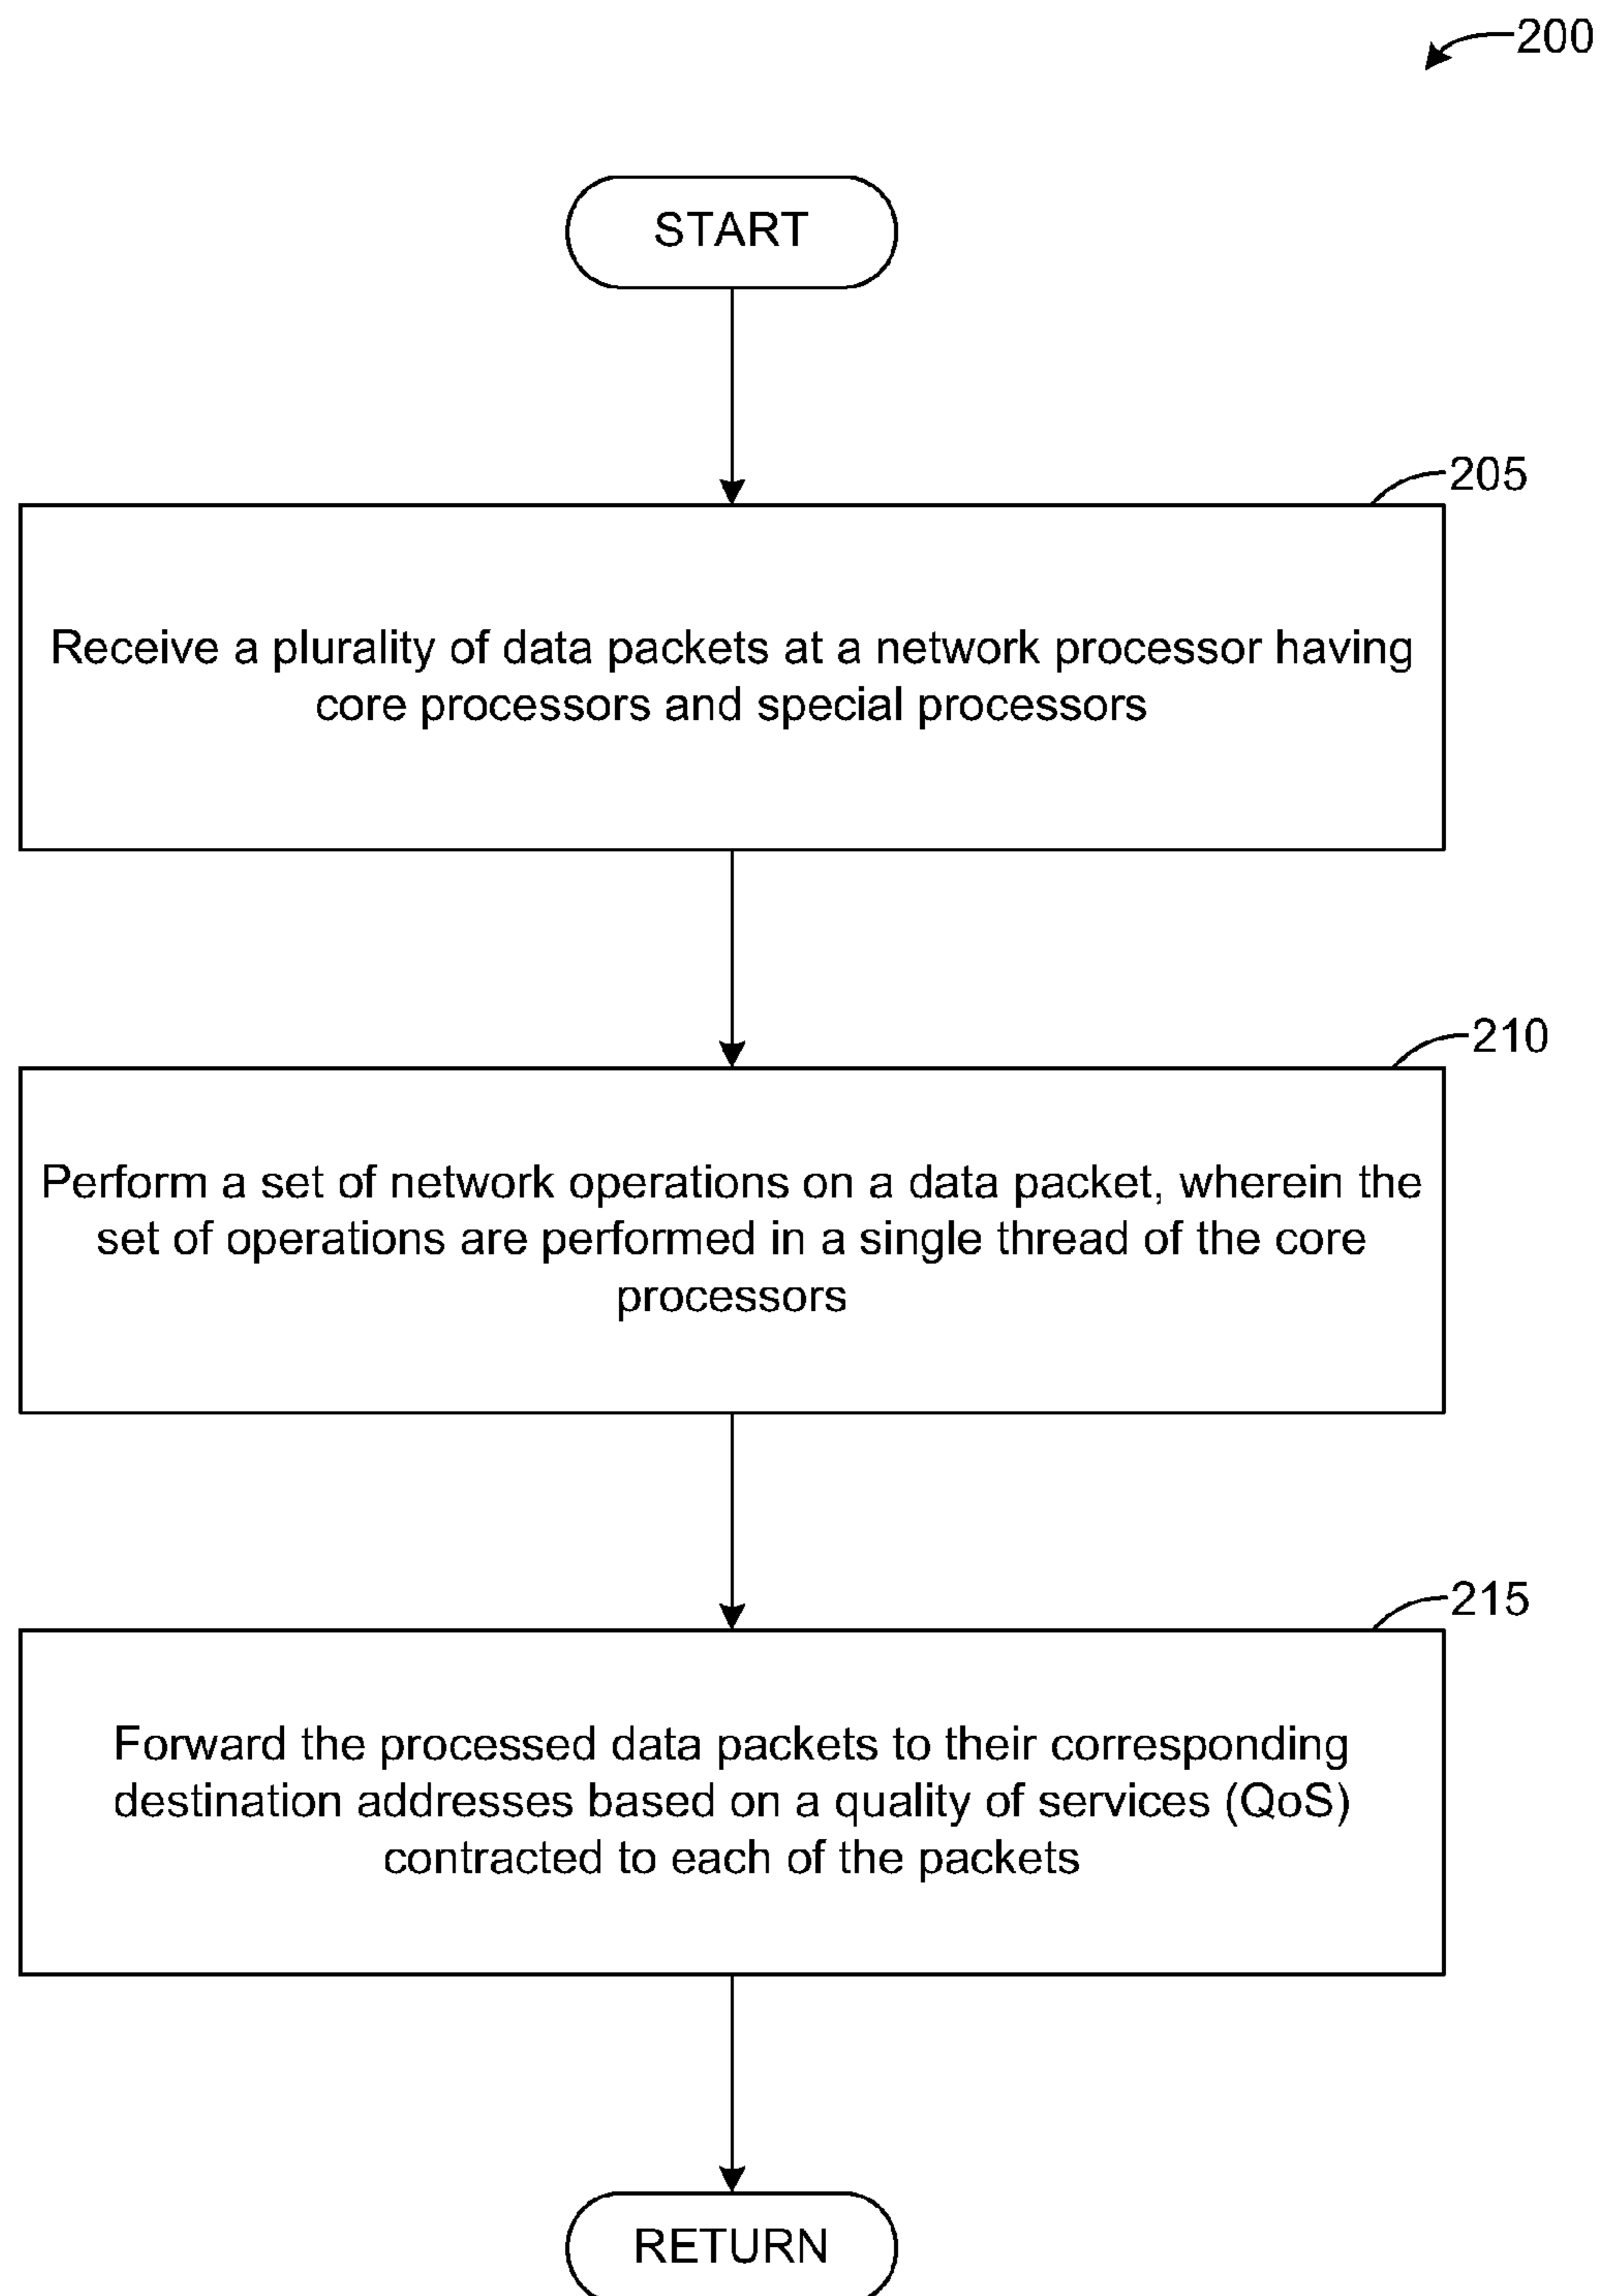 200
START
205
Receive a plurality of data packets at a network processor having
core processors and special processors
210
Perform a set of network operations on a data packet, wherein the
set of operations are performed in a single thread of the core
processors
215
Forward the processed data packets to their corresponding
destination addresses based on a quality of services (QoS)
contracted to each of the packets
RETURN